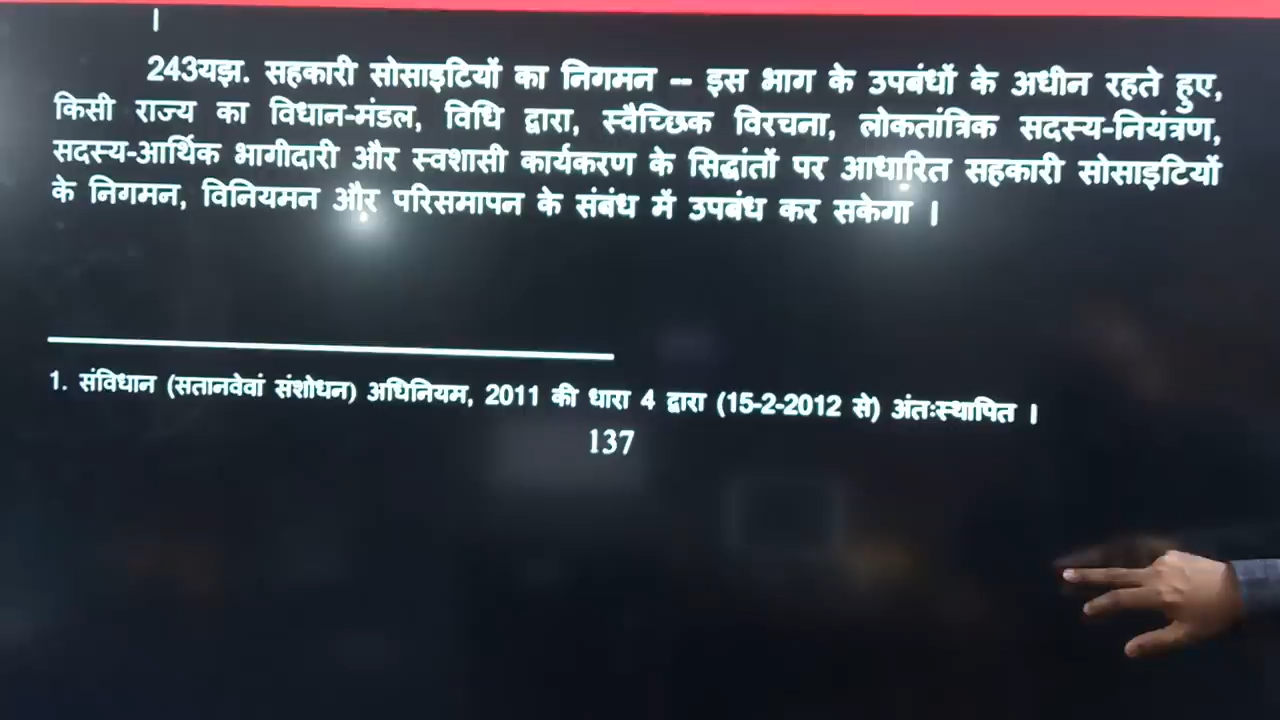 ।
243यझ. सहकारी सोसाइटियों का निगमन -- इस भाग के उपबंधों के अधीन रहते हुए,
किसी राज्य का विधान-मंडल, विधि द्वारा, स्वैच्छिक विरचना, लोकतांत्रिक सदस्य-नियंत्रण,
सदस्य-आर्थिक भागीदारी और स्वशासी कार्यकरण के सिद्धांतों पर आधारित सहकारी सोसाइटियों
के निगमन, विनियमन और परिसमापन के संबंध में उपबंध कर सकेगा ।
1. संविधान (सतानवेवां संशोधन) अधिनियम, 2011 की धारा 4 द्वारा (15-2-2012 से) अंतःस्थापित ।
137